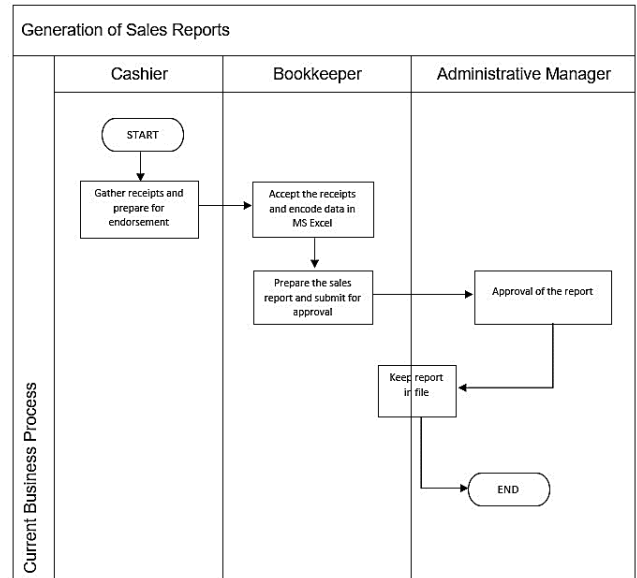 Generation of Sales Reports
Cashier
Bookkeeper
Administrative Manager
START
Gather receipts and
prepare for
endorsement
Accept the receipts
and encode data in
MS Excel
Prepare the sales
report and submit for
approval
Approval of the report
Keep report
in file
END
Current Business Process